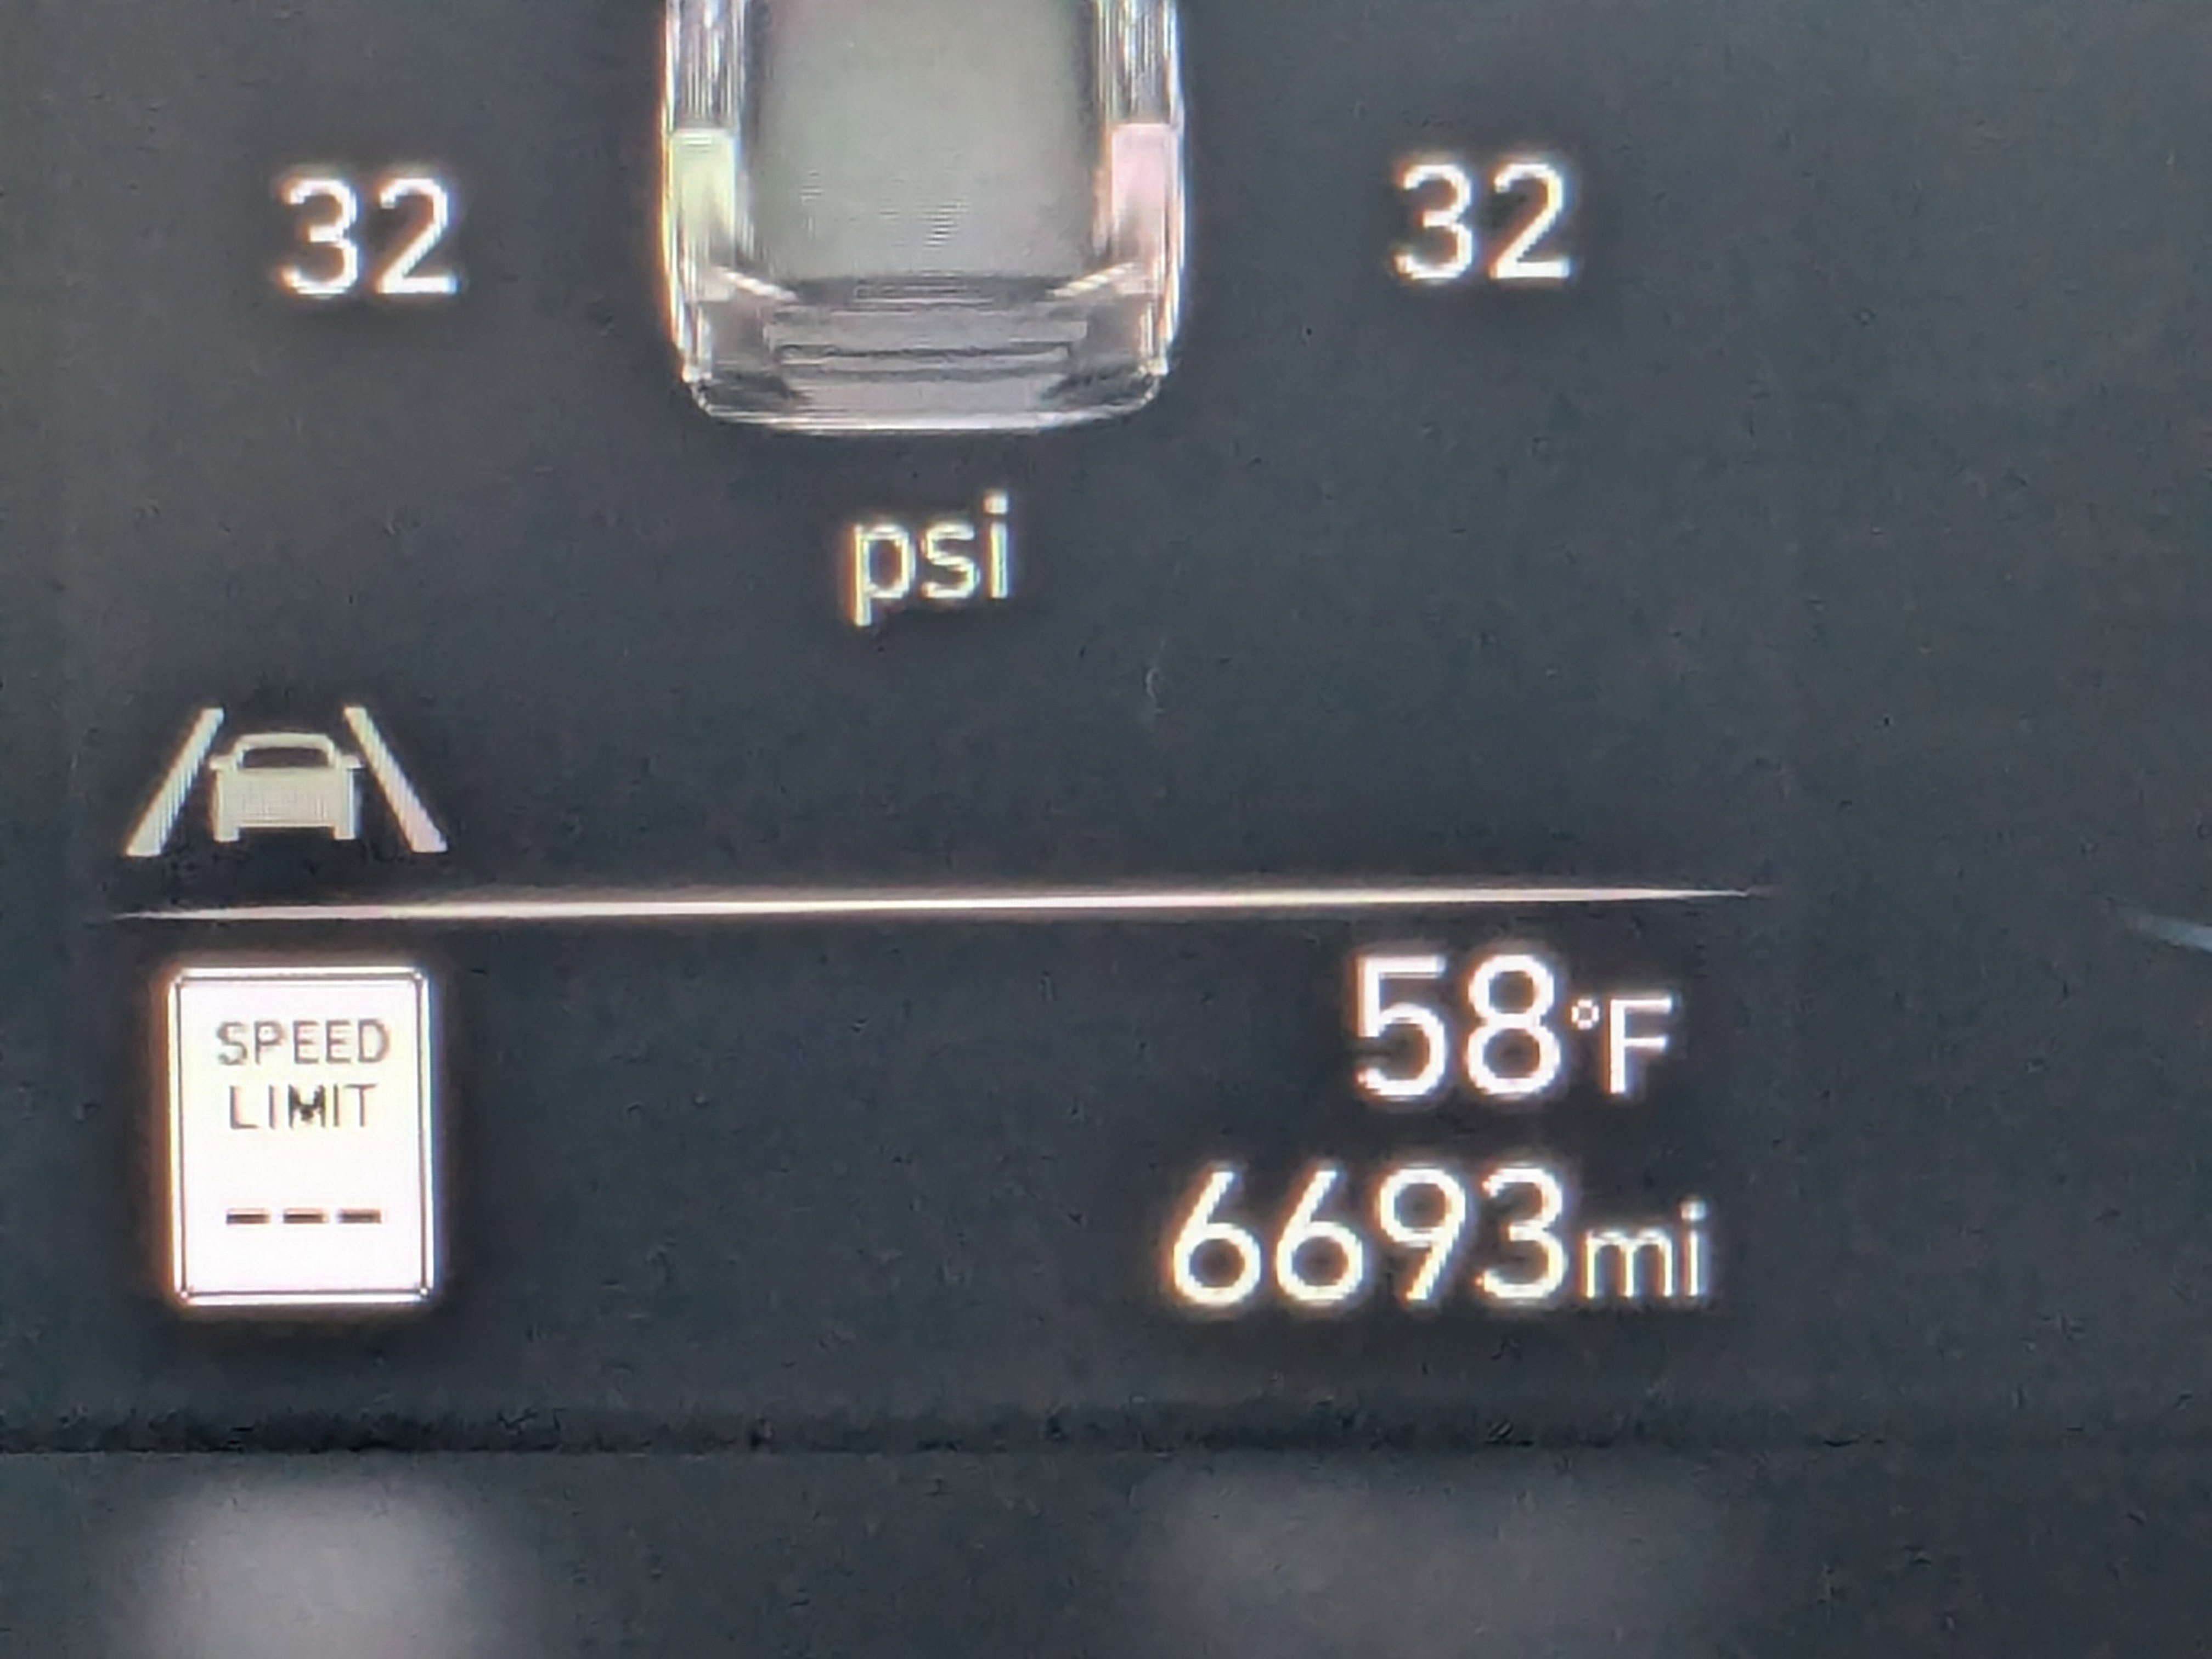 32 32
psi
SPEED
LIMIT
---
58°F
6693mi